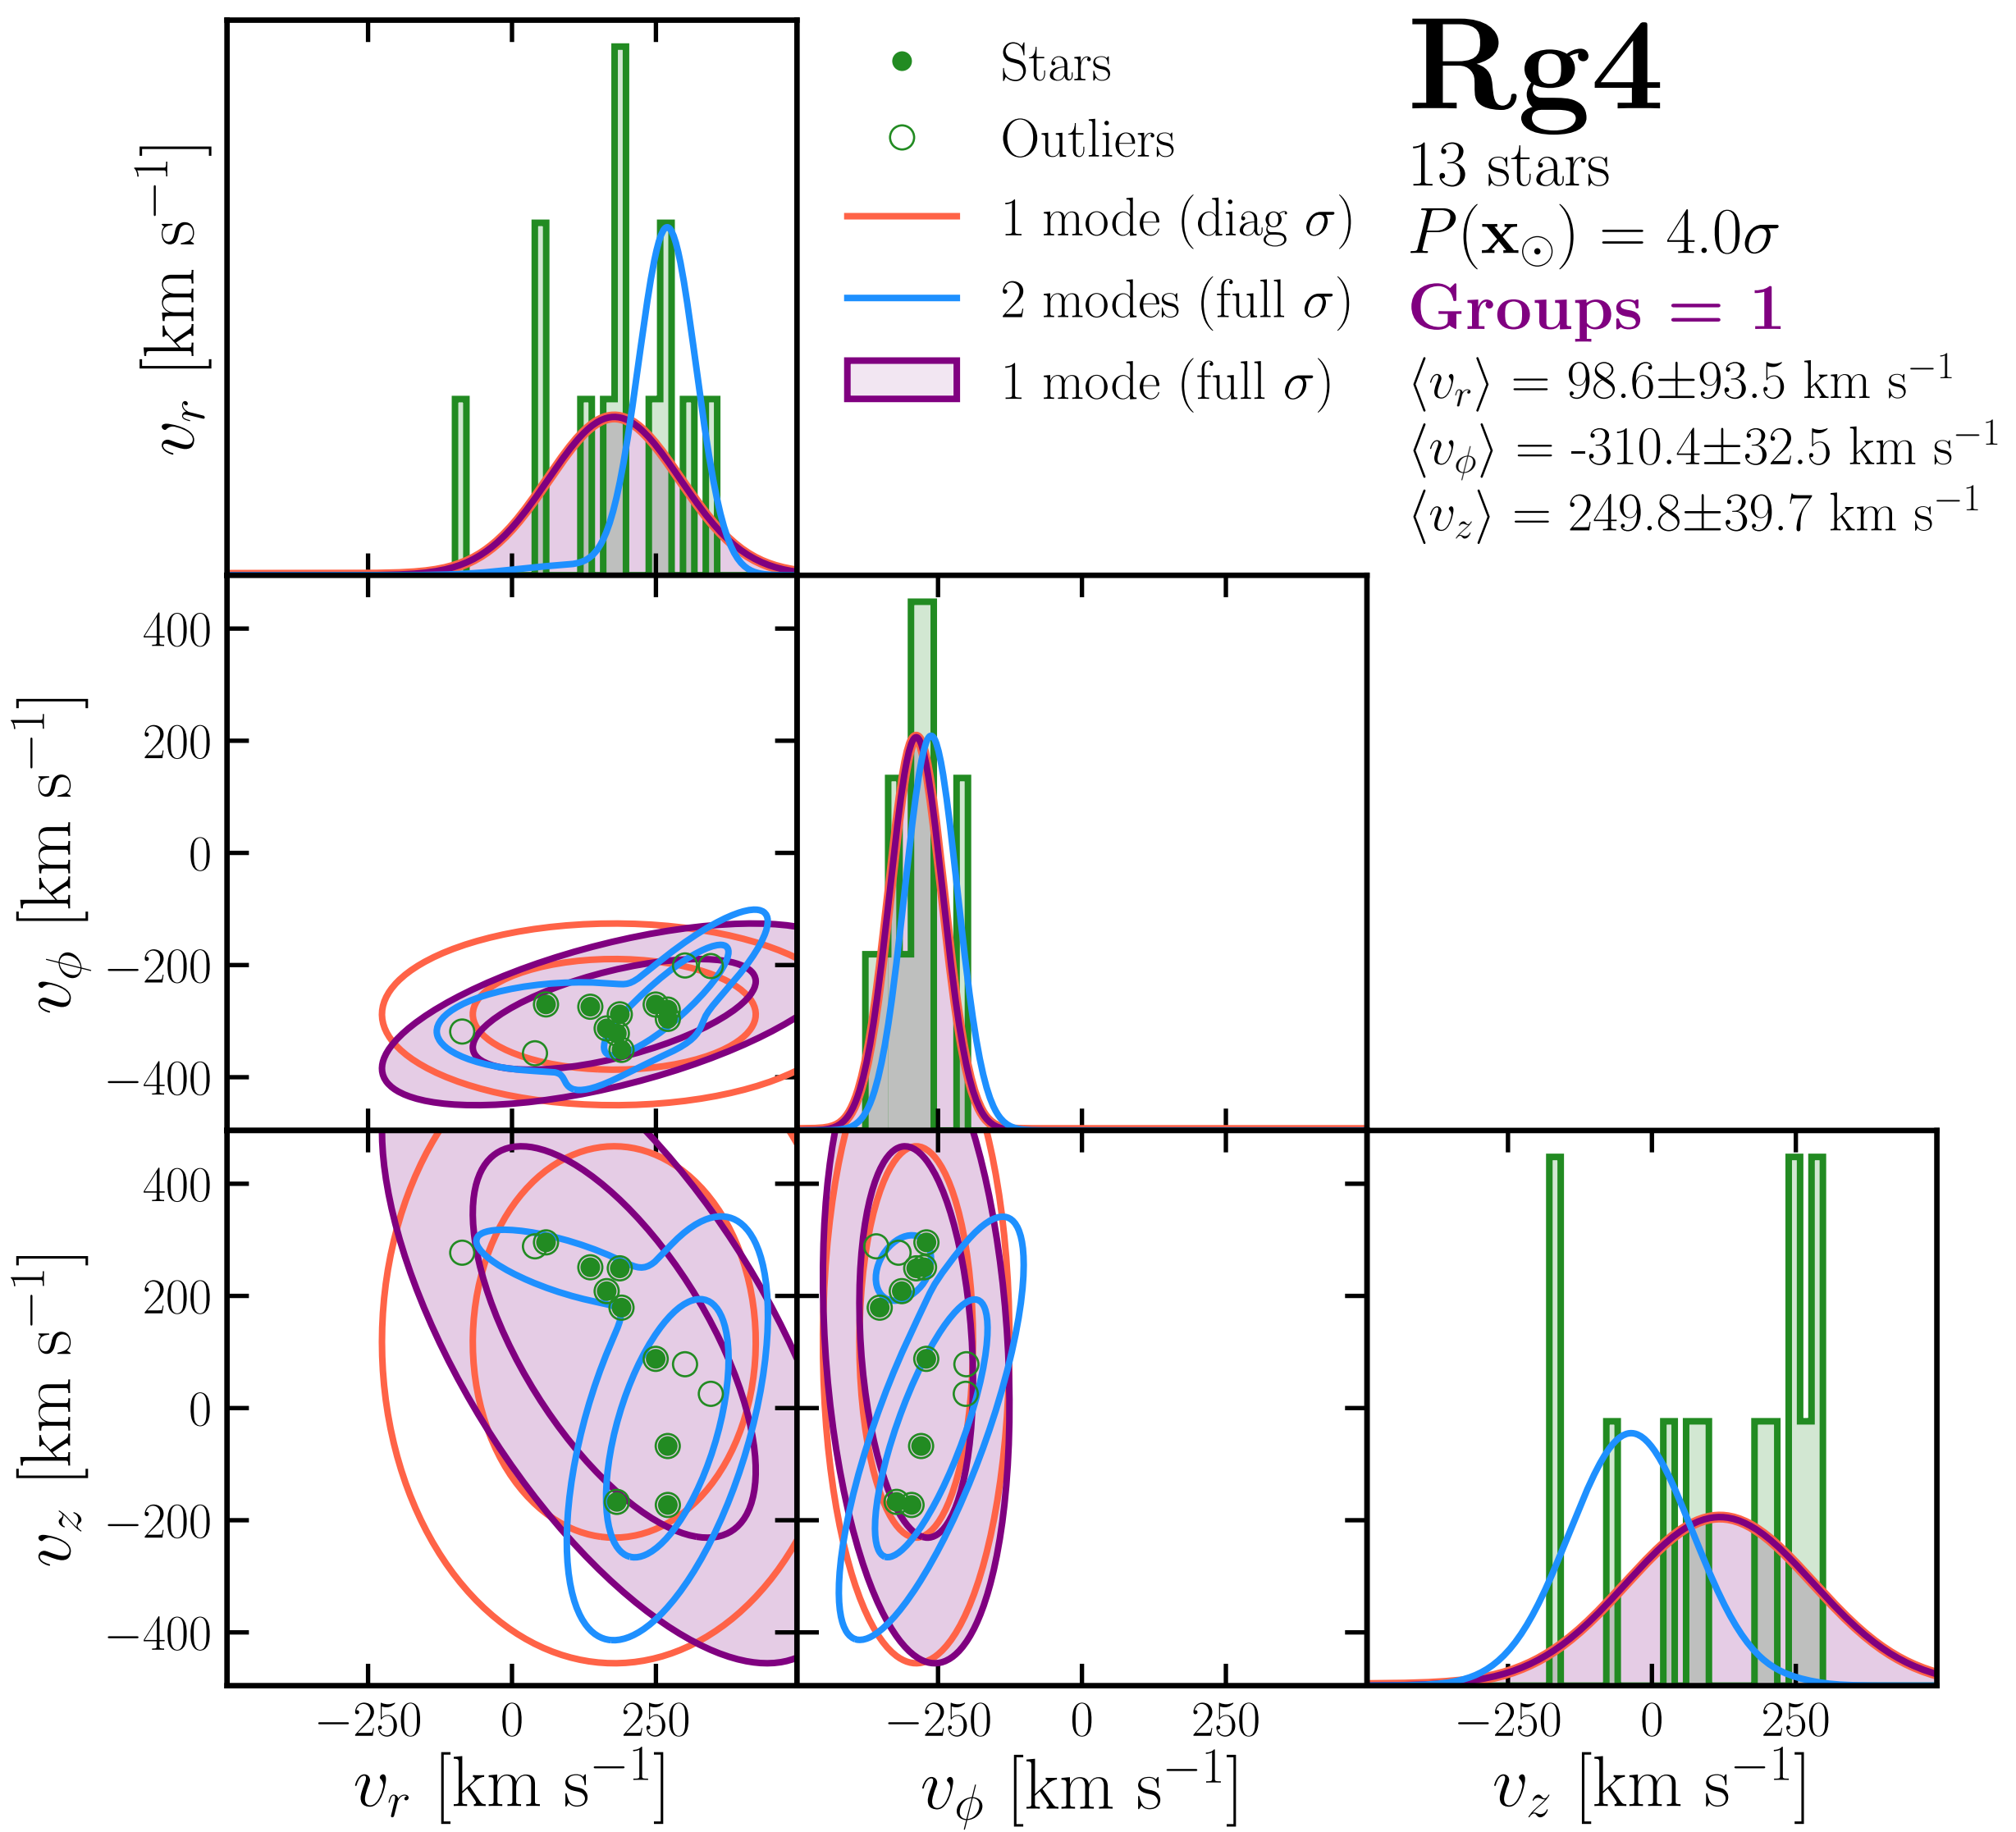 Rg4
13 stars
P(x⊙) = 4.0σ
Groups = 1
⟨v_r⟩ = 98.6±93.5 km s⁻¹
⟨v_ϕ⟩ = -310.4±32.5 km s⁻¹
⟨v_z⟩ = 249.8±39.7 km s⁻¹
Stars
Outliers
1 mode (diag σ)
2 modes (full σ)
1 mode (full σ)
v_r [km s⁻¹]
v_ϕ [km s⁻¹]
400
200
0
−200
−400
v_z [km s⁻¹]
400
200
0
−200
−400
−250 0 250
−250 0 250
−250 0 250
v_r [km s⁻¹]
v_ϕ [km s⁻¹]
v_z [km s⁻¹]